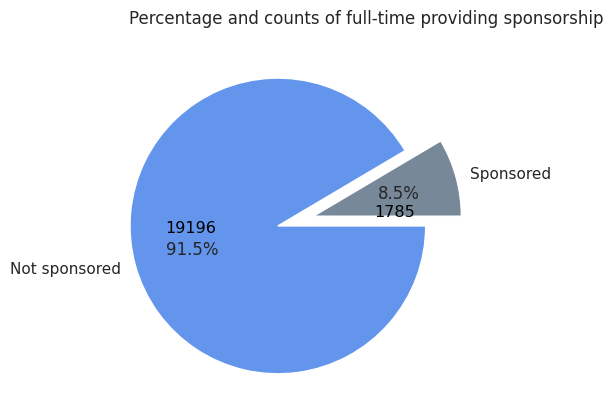 Percentage and counts of full-time providing sponsorship
Sponsored
8.5%
1785
19196
91.5%
Not sponsored